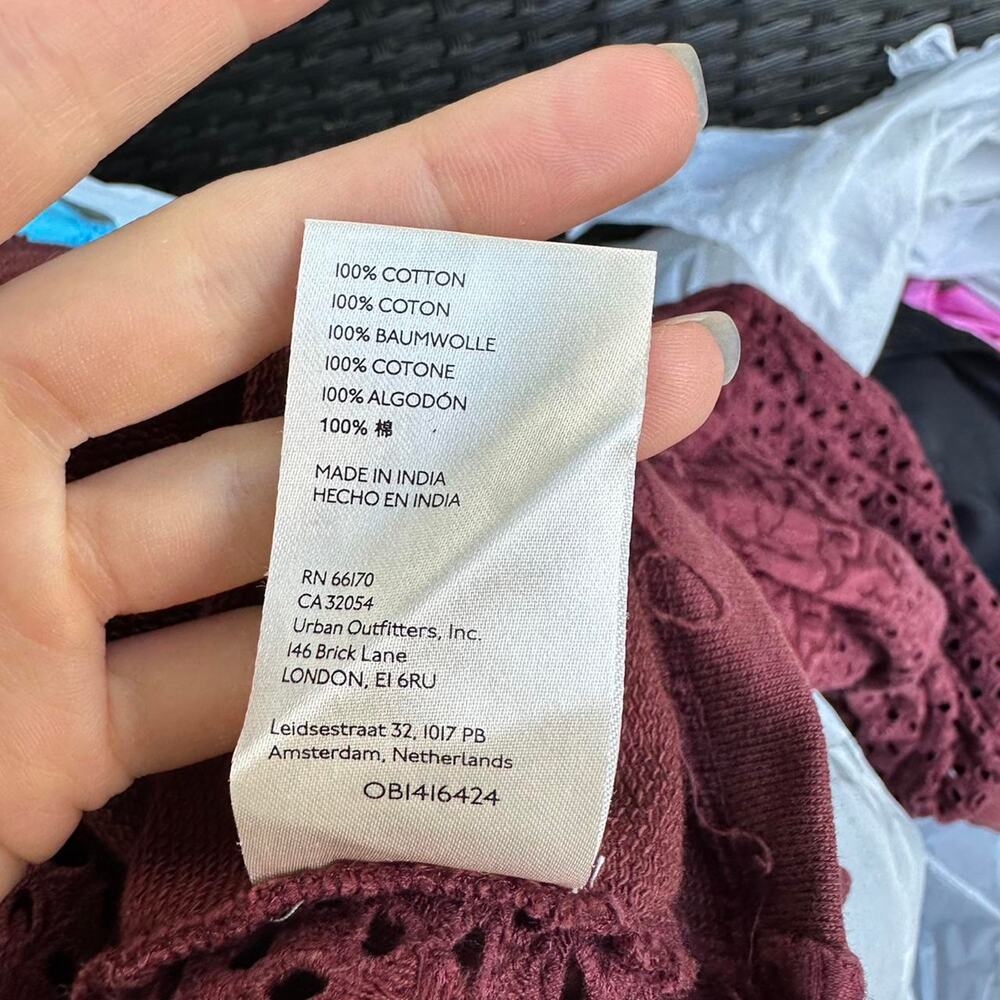 100% COTTON
100% COTON
100% BAUMWOLLE
100% COTONE
100% ALGODÓN
100% 棉
MADE IN INDIA
HECHO EN INDIA
RN 66170
CA 32054
Urban Outfitters, Inc.
146 Brick Lane
LONDON, E1 6RU
Leidsestraat 32, 1017 PB
Amsterdam, Netherlands
OB1416424